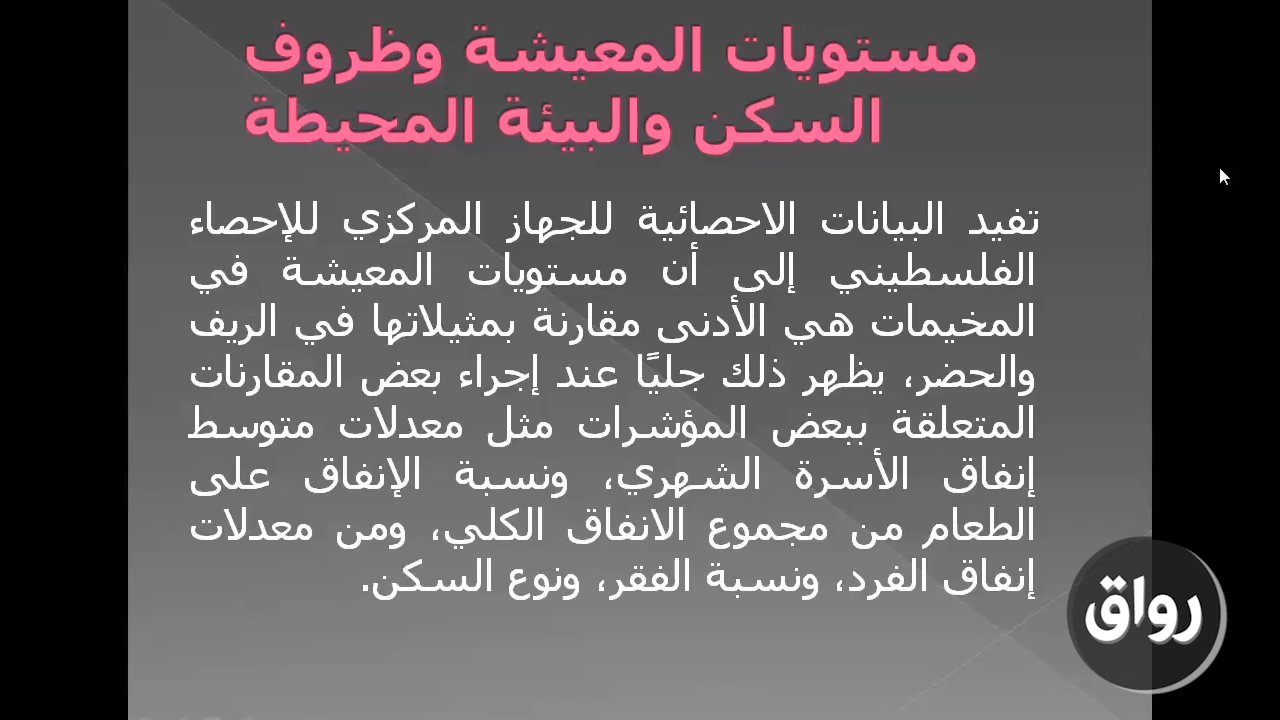 مستويات المعيشة وظروف
السكن والبيئة المحيطة
تفيد البيانات الاحصائية للجهاز المركزي للإحصاء
الفلسطيني إلى أن مستويات المعيشة في
المخيمات هي الأدنى مقارنة بمثيلاتها في الريف
والحضر، يظهر ذلك جليًا عند إجراء بعض المقارنات
المتعلقة ببعض المؤشرات مثل معدلات متوسط
إنفاق الأسرة الشهري، ونسبة الإنفاق على
الطعام من مجموع الانفاق الكلي، ومن معدلات
إنفاق الفرد، ونسبة الفقر، ونوع السكن.
رواق